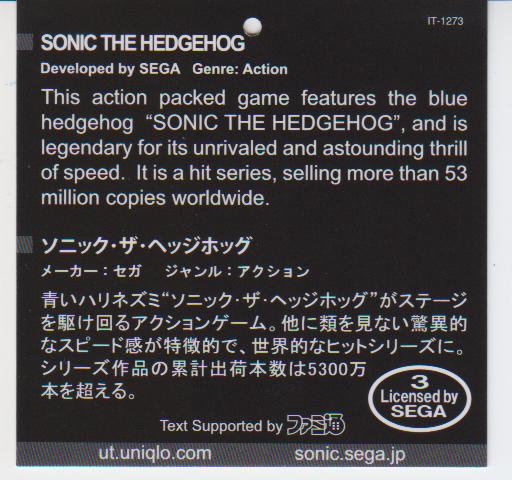 IT-1273
SONIC THE HEDGEHOG
Developed by SEGA Genre: Action
This action packed game features the blue
hedgehog “SONIC THE HEDGEHOG”, and is
legendary for its unrivaled and astounding thrill
of speed. It is a hit series, selling more than 53
million copies worldwide.
ソニック・ザ・ヘッジホッグ
メーカー：セガ ジャンル：アクション
青いハリネズミ“ソニック・ザ・ヘッジホッグ”がステージ
を駆け回るアクションゲーム。他に類を見ない驚異的
なスピード感が特徴的で、世界的なヒットシリーズに。
シリーズ作品の累計出荷本数は5300万
本を超える。
3
Licensed by
SEGA
Text Supported by ファミ通
ut.uniqlo.com sonic.sega.jp